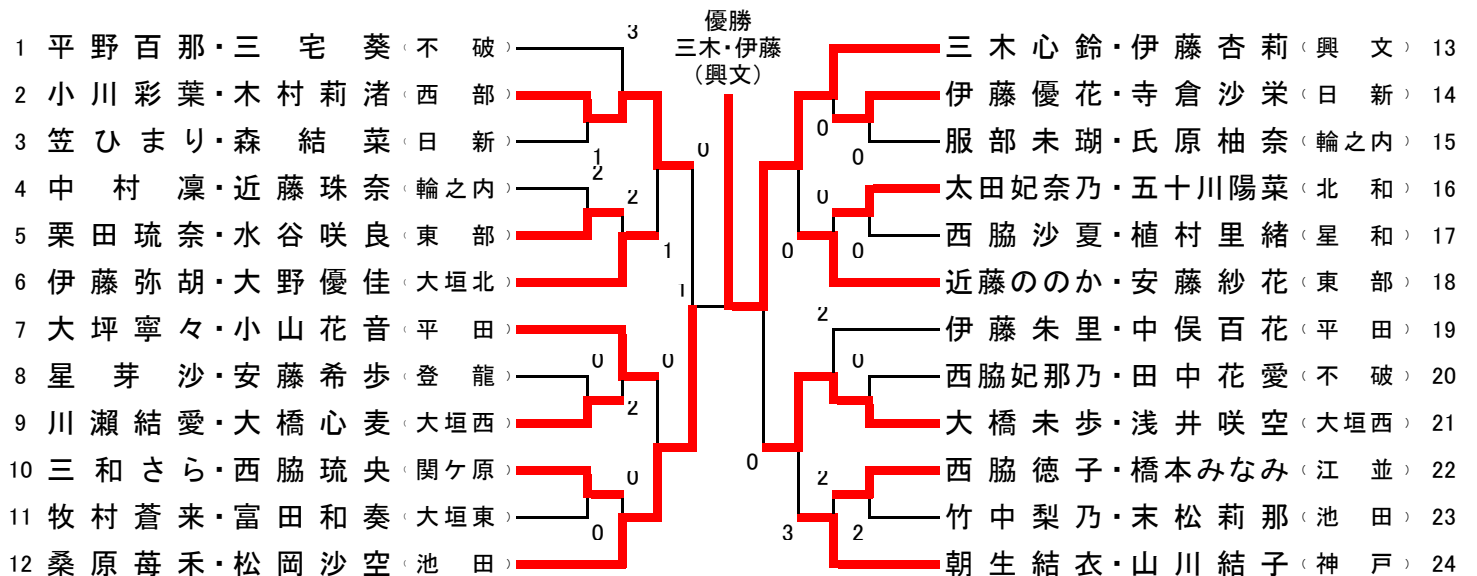 優勝
三木・伊藤
（興文）
1 平野百那・三宅葵（不破）
2 小川彩葉・木村莉渚（西部）
3 笠ひまり・森結菜（日新）
4 中村凜・近藤珠奈（輪之内）
5 栗田琉奈・水谷咲良（東部）
6 伊藤弥胡・大野優佳（大垣北）
7 大坪寧々・小山花音（平田）
8 星芽沙・安藤希歩（登龍）
9 川瀬結愛・大橋心麦（大垣西）
10 三和さら・西脇琉央（関ケ原）
11 牧村蒼来・富田和奏（大垣東）
12 桑原苺禾・松岡沙空（池田）
3
1
2
2
1
0
1
0
2
0
0
0
三木心鈴・伊藤杏莉（興文）13
伊藤優花・寺倉沙栄（日新）14
服部未瑚・氏原柚奈（輪之内）15
太田妃奈乃・五十川陽菜（北和）16
西脇沙夏・植村里緒（星和）17
近藤ののか・安藤紗花（東部）18
伊藤朱里・中俣百花（平田）19
西脇妃那乃・田中花愛（不破）20
大橋未歩・浅井咲空（大垣西）21
西脇徳子・橋本みなみ（江並）22
竹中梨乃・末松莉那（池田）23
朝生結衣・山川結子（神戸）24
0
0
0
0
0
2
0
0
2
2
3